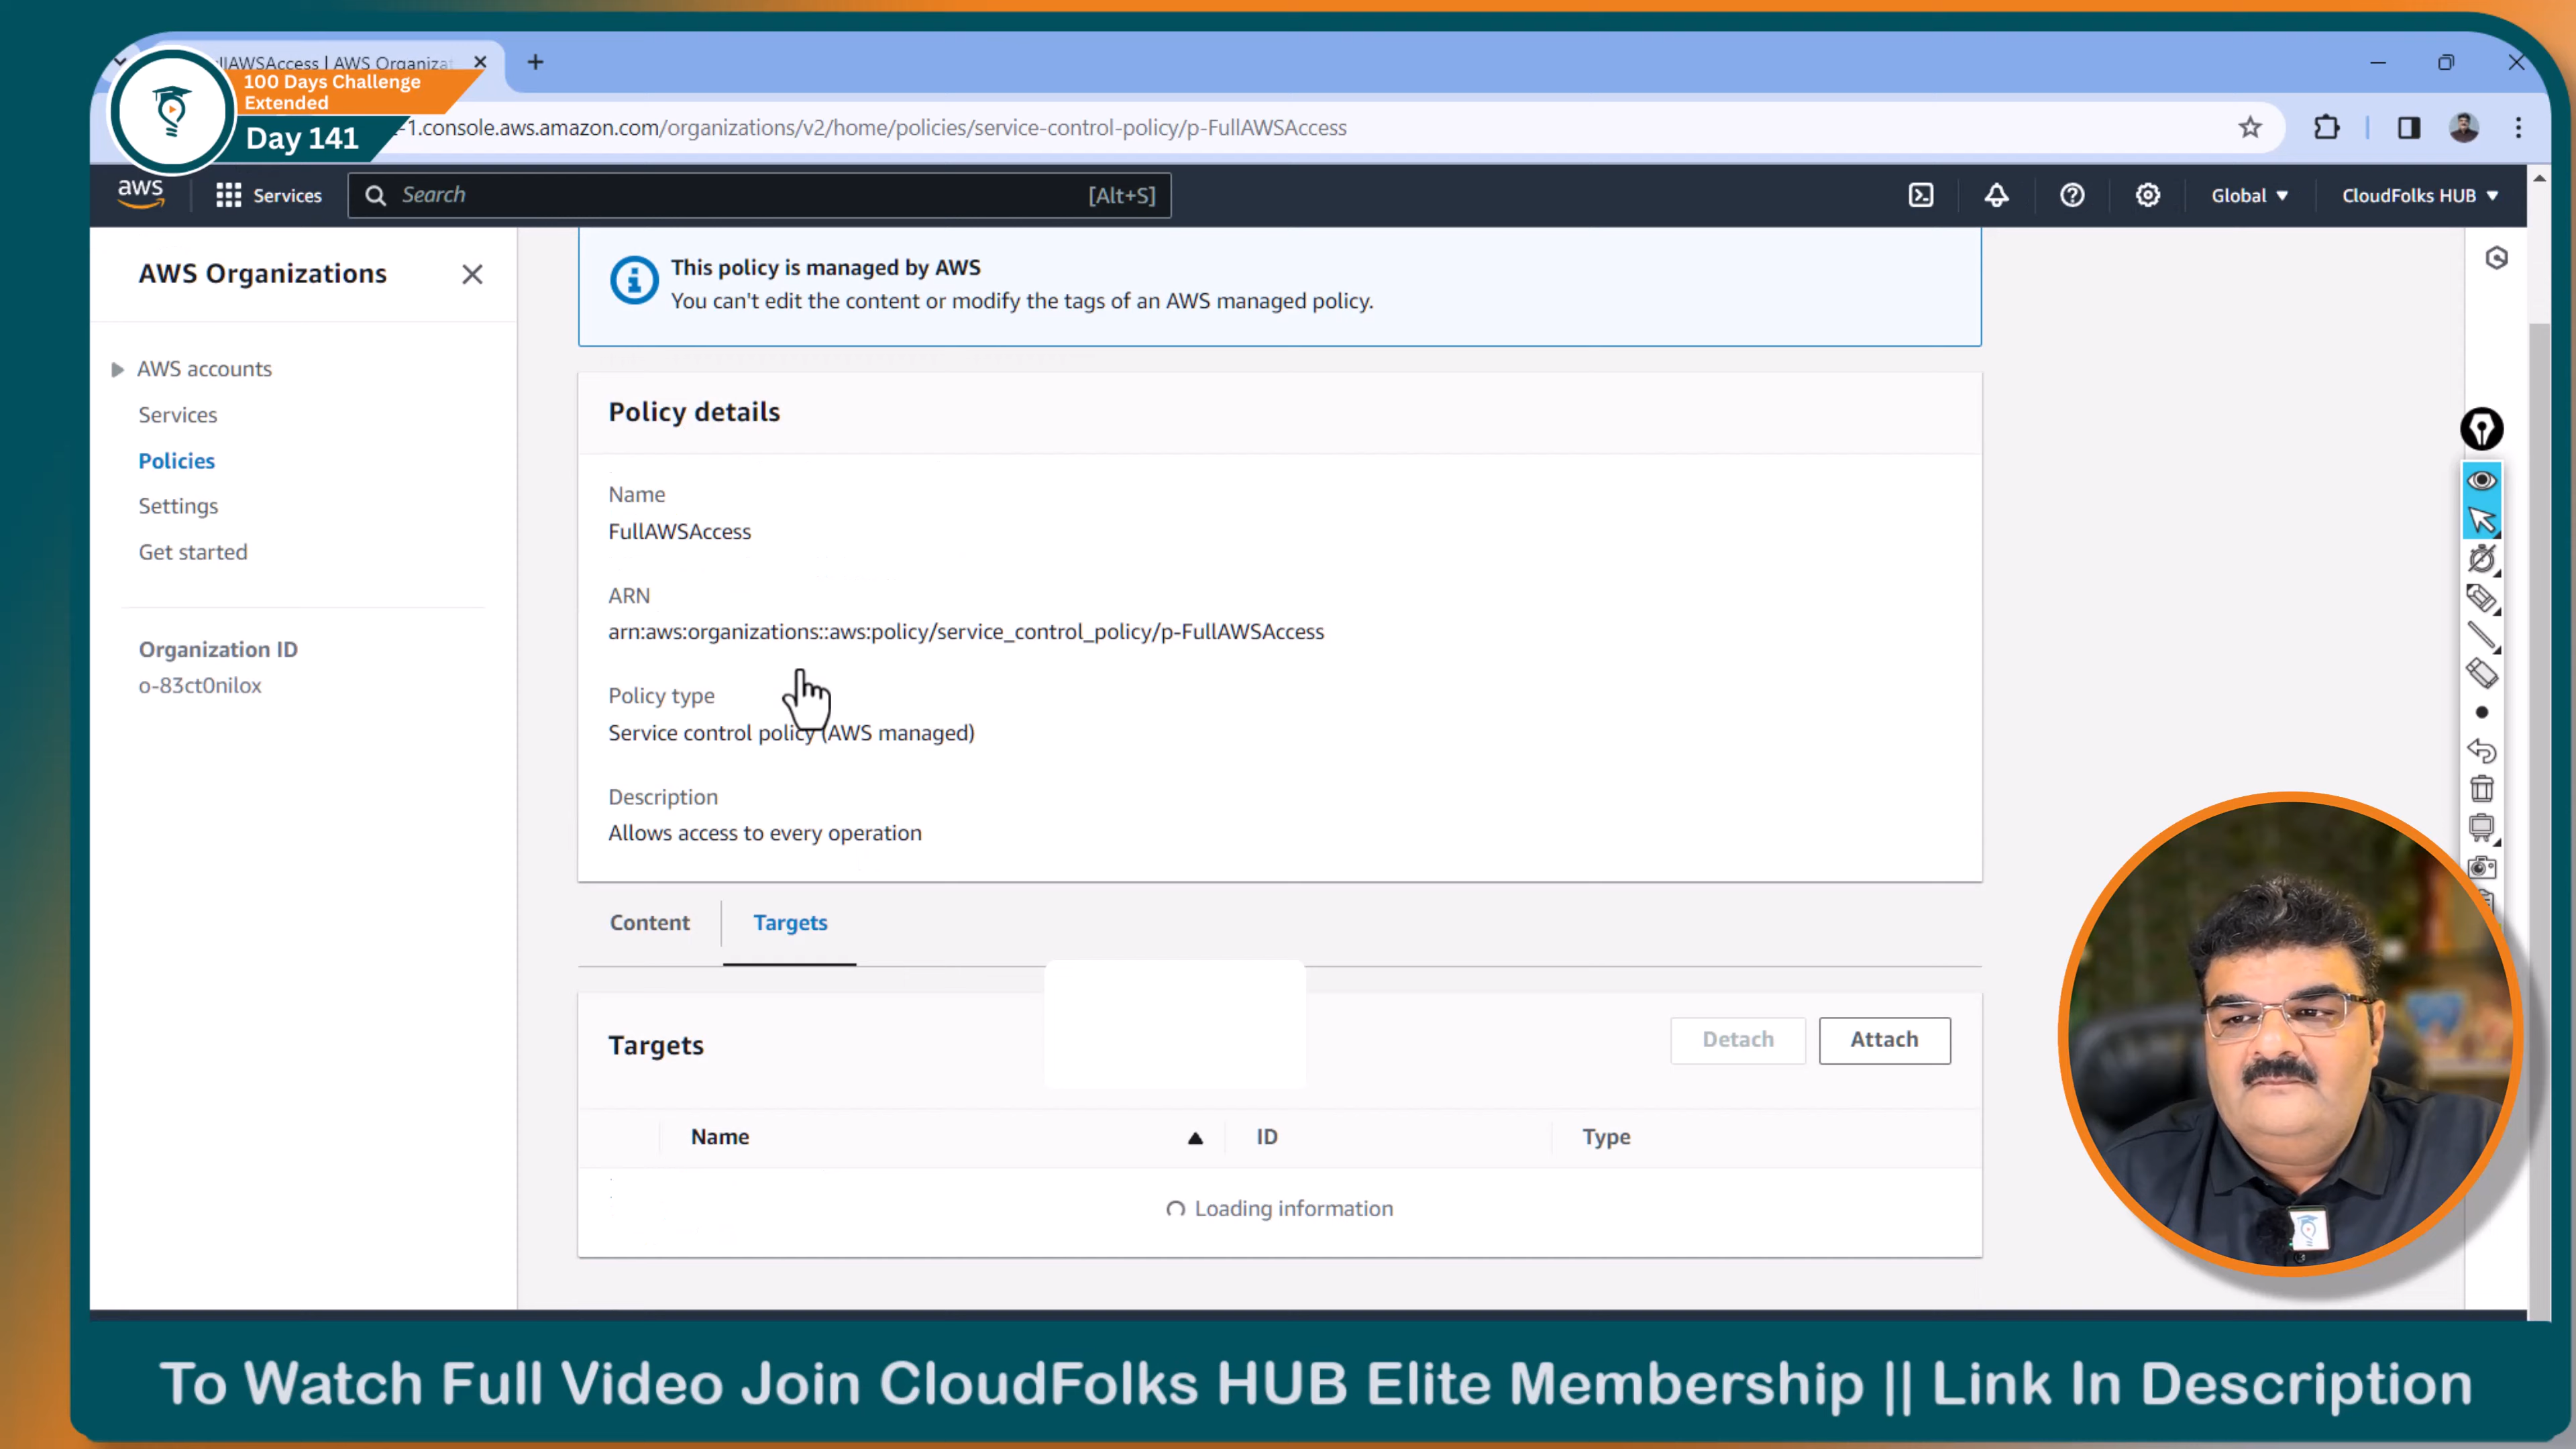 llAWSAccess | AWS Organizat
100 Days Challenge
Extended
Day 141
-1.console.aws.amazon.com/organizations/v2/home/policies/service-control-policy/p-FullAWSAccess
aws
Services
Search
[Alt+S]
Global
CloudFolks HUB
AWS Organizations
AWS accounts
Services
Policies
Settings
Get started
Organization ID
o-83ct0nilox
This policy is managed by AWS
You can't edit the content or modify the tags of an AWS managed policy.
Policy details
Name
FullAWSAccess
ARN
arn:aws:organizations::aws:policy/service_control_policy/p-FullAWSAccess
Policy type
Service control policy (AWS managed)
Description
Allows access to every operation
Content
Targets
Targets
Detach
Attach
Name
ID
Type
Loading information
To Watch Full Video Join CloudFolks HUB Elite Membership || Link In Description